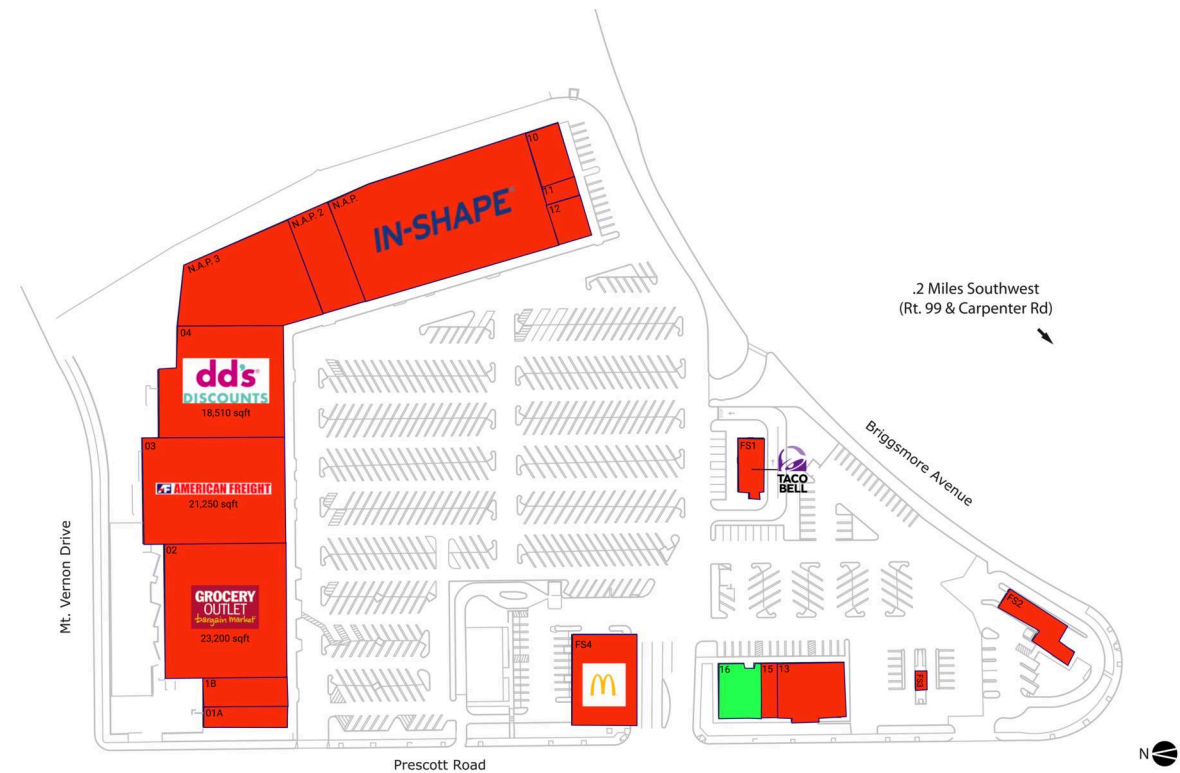 10
11
12
N.A.P.
N.A.P. 2
N.A.P. 3
IN-SHAPE
04
dd's
DISCOUNTS
18,510 sqft
03
AF AMERICAN FREIGHT
21,250 sqft
02
GROCERY
OUTLET
bargain market
23,200 sqft
1B
01A
Mt. Vernon Drive
.2 Miles Southwest
(Rt. 99 & Carpenter Rd)
Briggsmore Avenue
FS1
TACO
BELL
FS2
FS3
FS4
M
16
15
13
Prescott Road
N